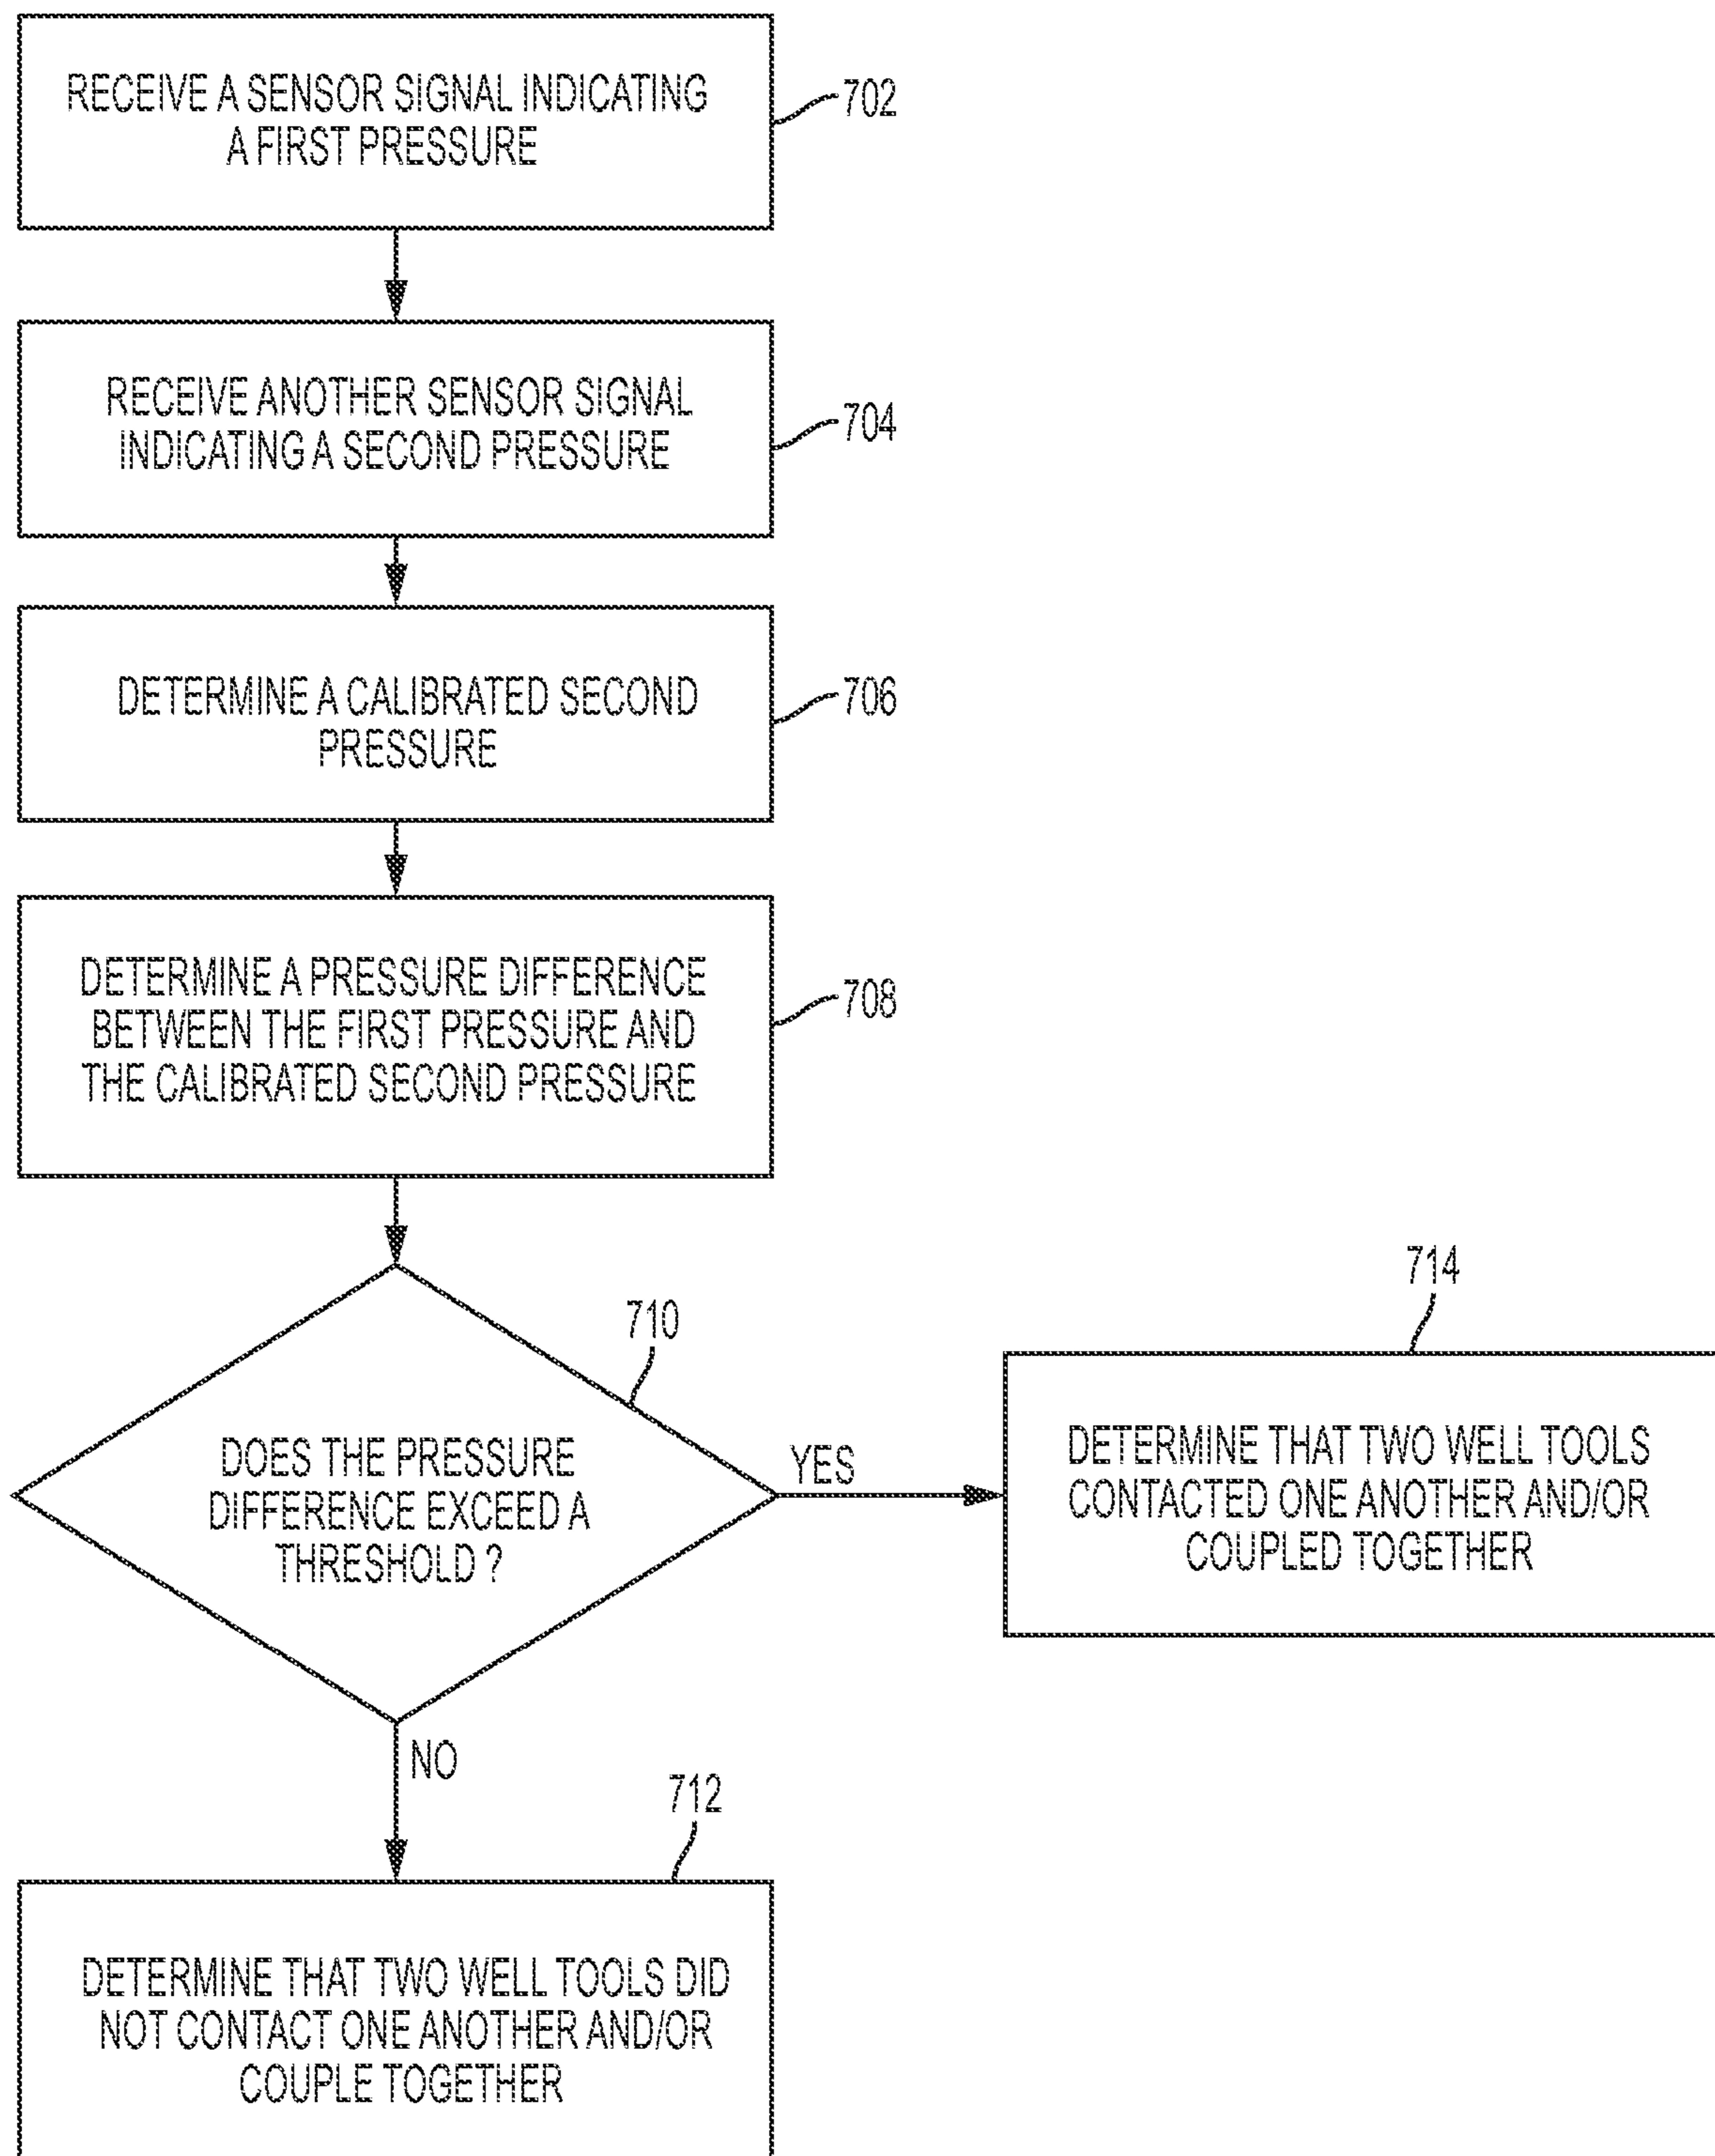 RECEIVE A SENSOR SIGNAL INDICATING
A FIRST PRESSURE
702
RECEIVE ANOTHER SENSOR SIGNAL
INDICATING A SECOND PRESSURE
704
DETERMINE A CALIBRATED SECOND
PRESSURE
706
DETERMINE A PRESSURE DIFFERENCE
BETWEEN THE FIRST PRESSURE AND
THE CALIBRATED SECOND PRESSURE
708
710
DOES THE PRESSURE
DIFFERENCE EXCEED A
THRESHOLD ?
YES
714
DETERMINE THAT TWO WELL TOOLS
CONTACTED ONE ANOTHER AND/OR
COUPLED TOGETHER
NO
712
DETERMINE THAT TWO WELL TOOLS DID
NOT CONTACT ONE ANOTHER AND/OR
COUPLE TOGETHER